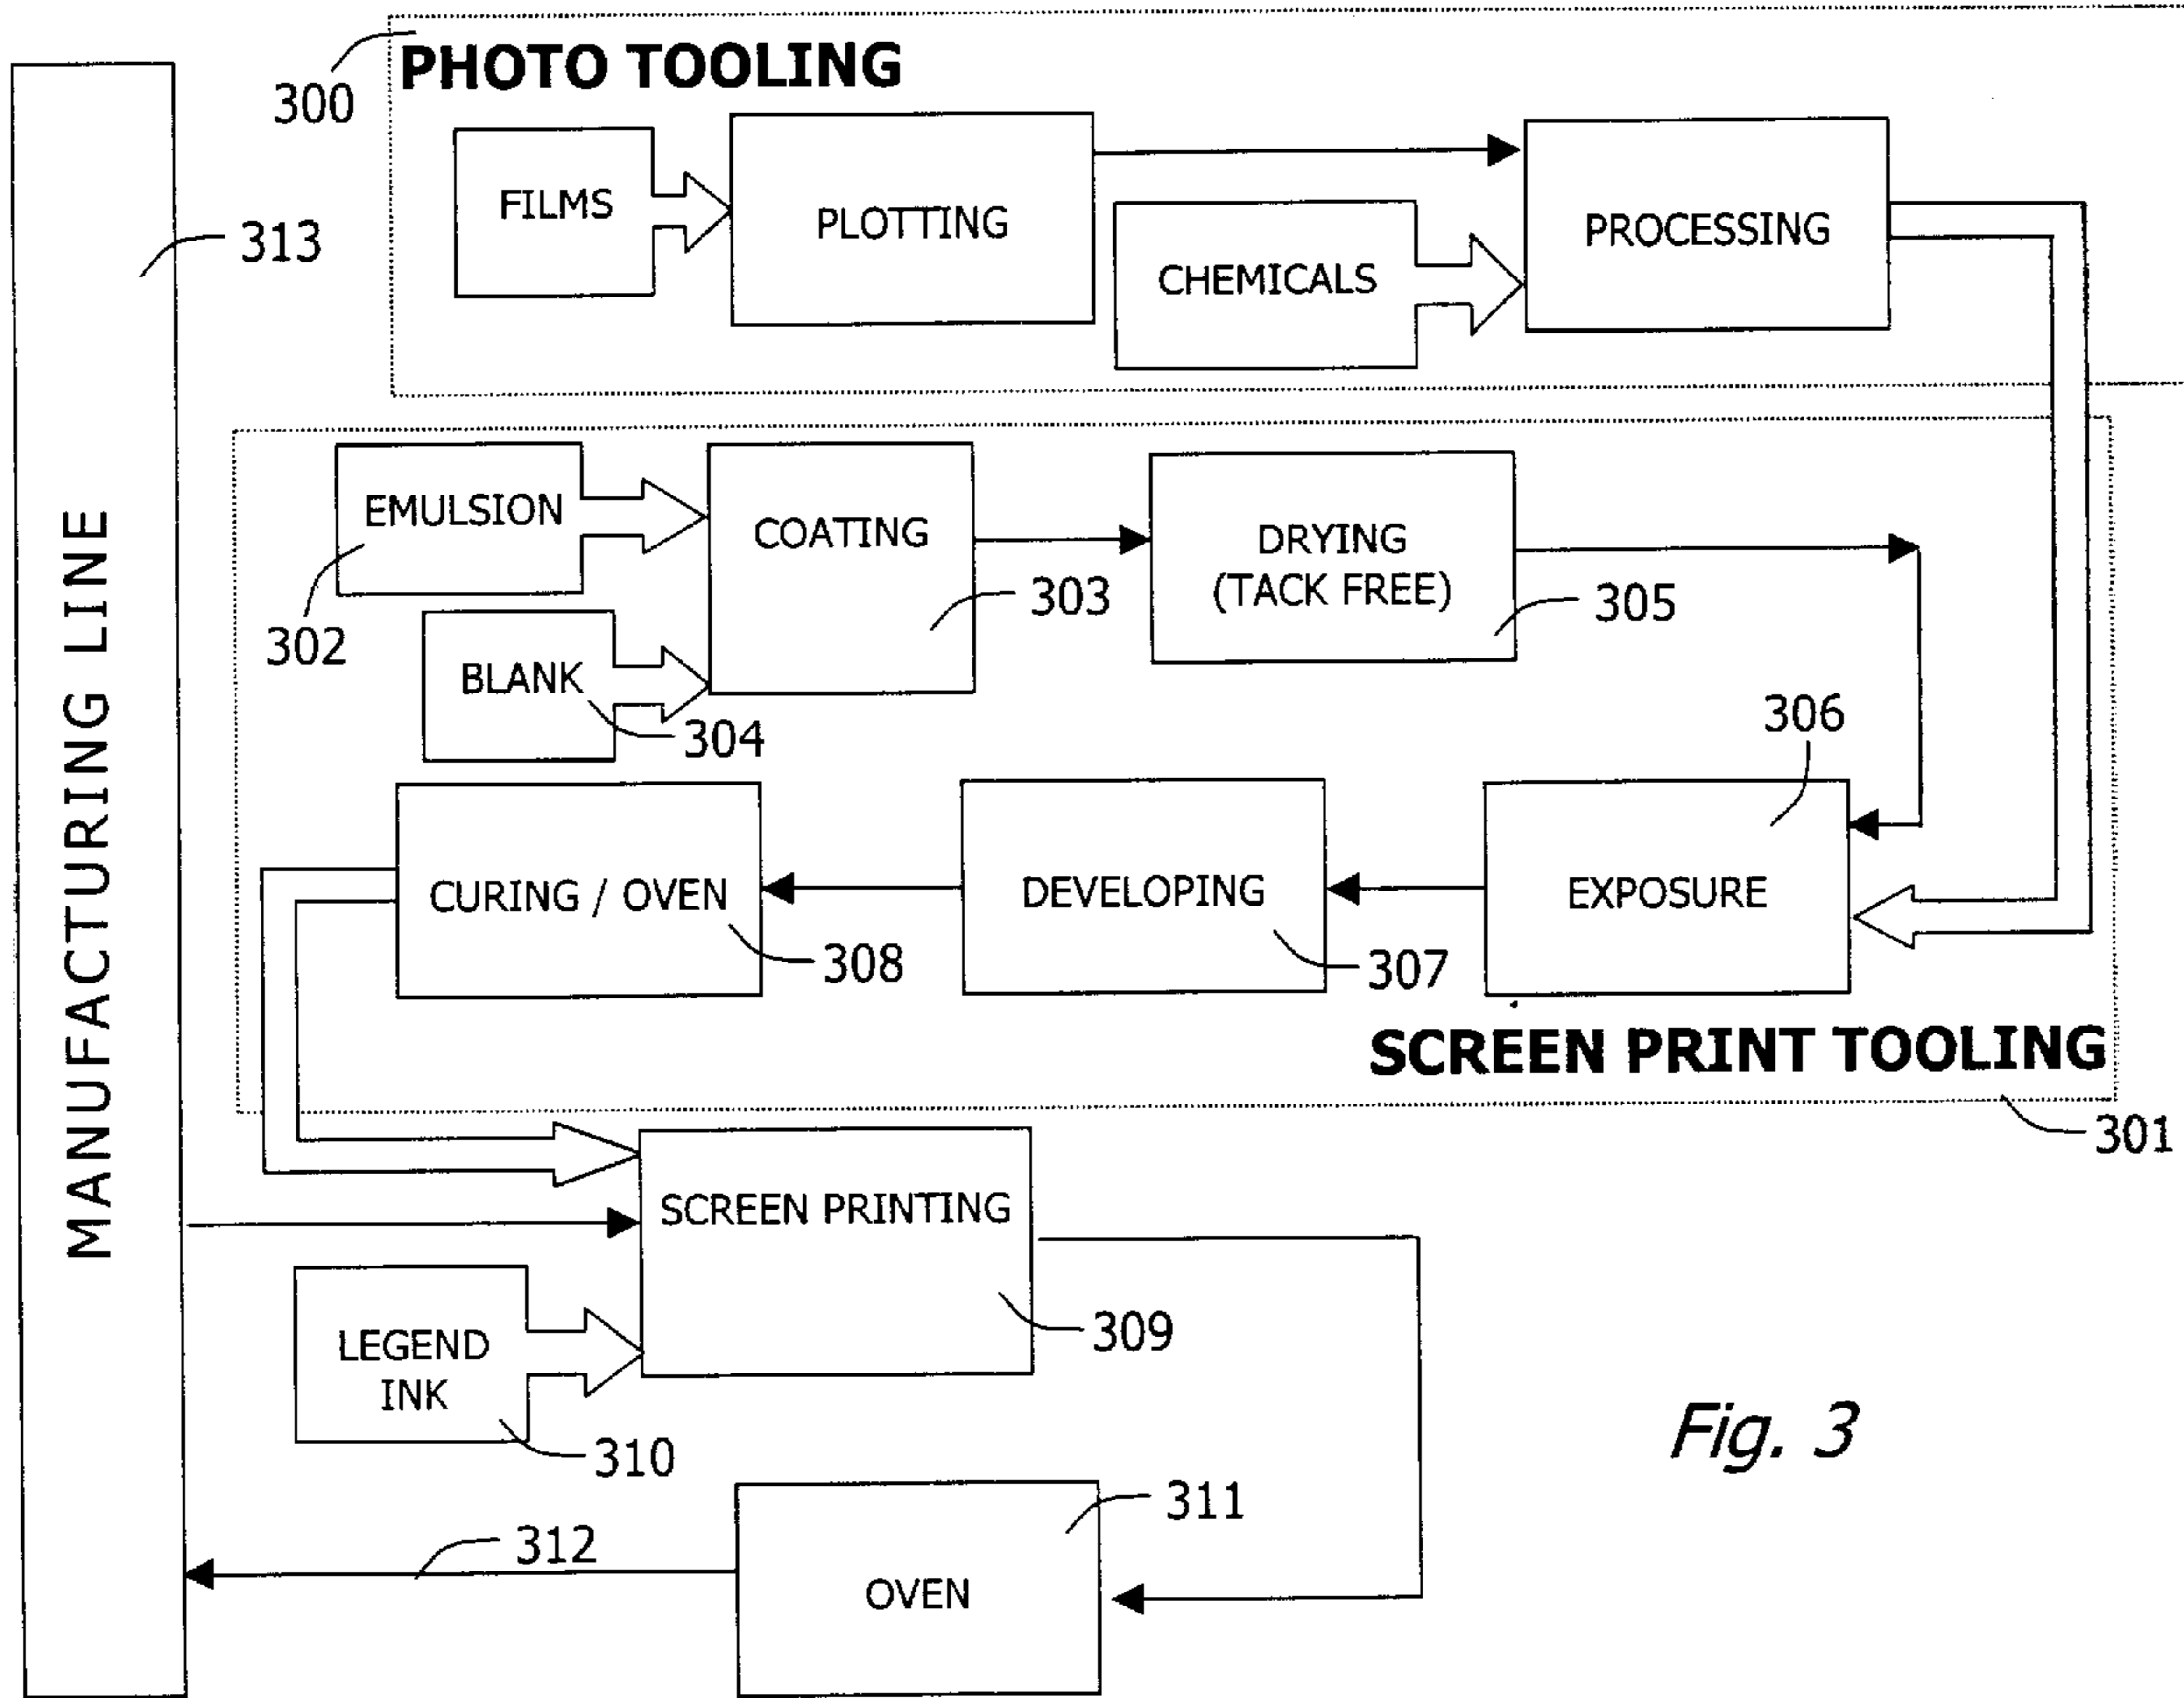 PHOTO TOOLING
300
FILMS
PLOTTING
PROCESSING
CHEMICALS
313
MANUFACTURING LINE
EMULSION
302
COATING
303
DRYING
(TACK FREE)
305
BLANK
304
306
CURING / OVEN
308
DEVELOPING
307
EXPOSURE
SCREEN PRINT TOOLING
301
SCREEN PRINTING
309
LEGEND
INK
310
Fig. 3
311
312
OVEN